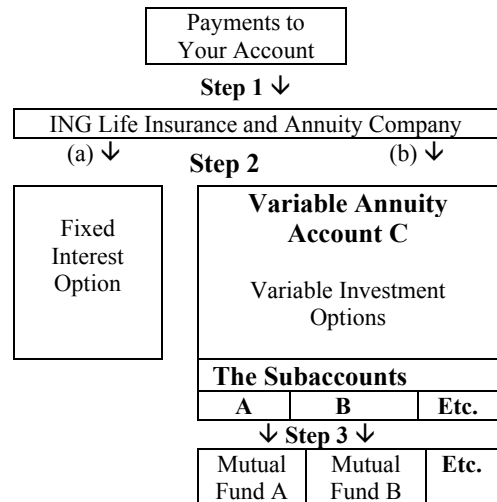 Payments to
Your Account
Step 1 ↓
ING Life Insurance and Annuity Company
(a) ↓ (b) ↓
Step 2
Fixed
Interest
Option
Variable Annuity
Account C
Variable Investment
Options
The Subaccounts
A B Etc.
↓ Step 3 ↓
Mutual Mutual Etc.
Fund A Fund B